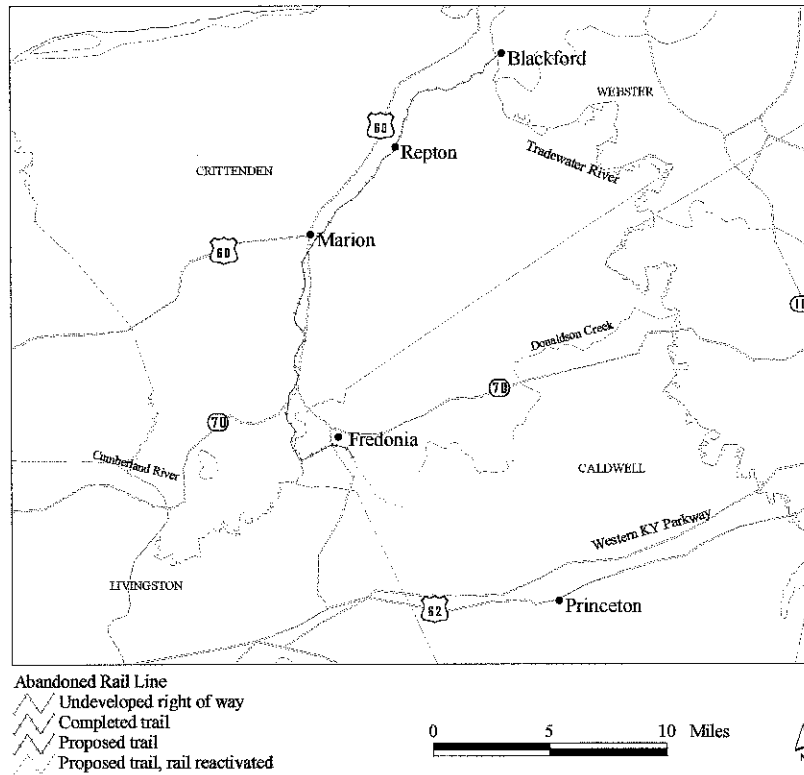 Blackford
WEBSTER
60
Repton
Tradewater River
CRITTENDEN
Marion
60
Donaldson Creek
70
70
Fredonia
Cumberland River
CALDWELL
Western KY Parkway
LIVINGSTON
62
Princeton
Abandoned Rail Line
Undeveloped right of way
Completed trail
Proposed trail
Proposed trail, rail reactivated
0 5 10 Miles
N